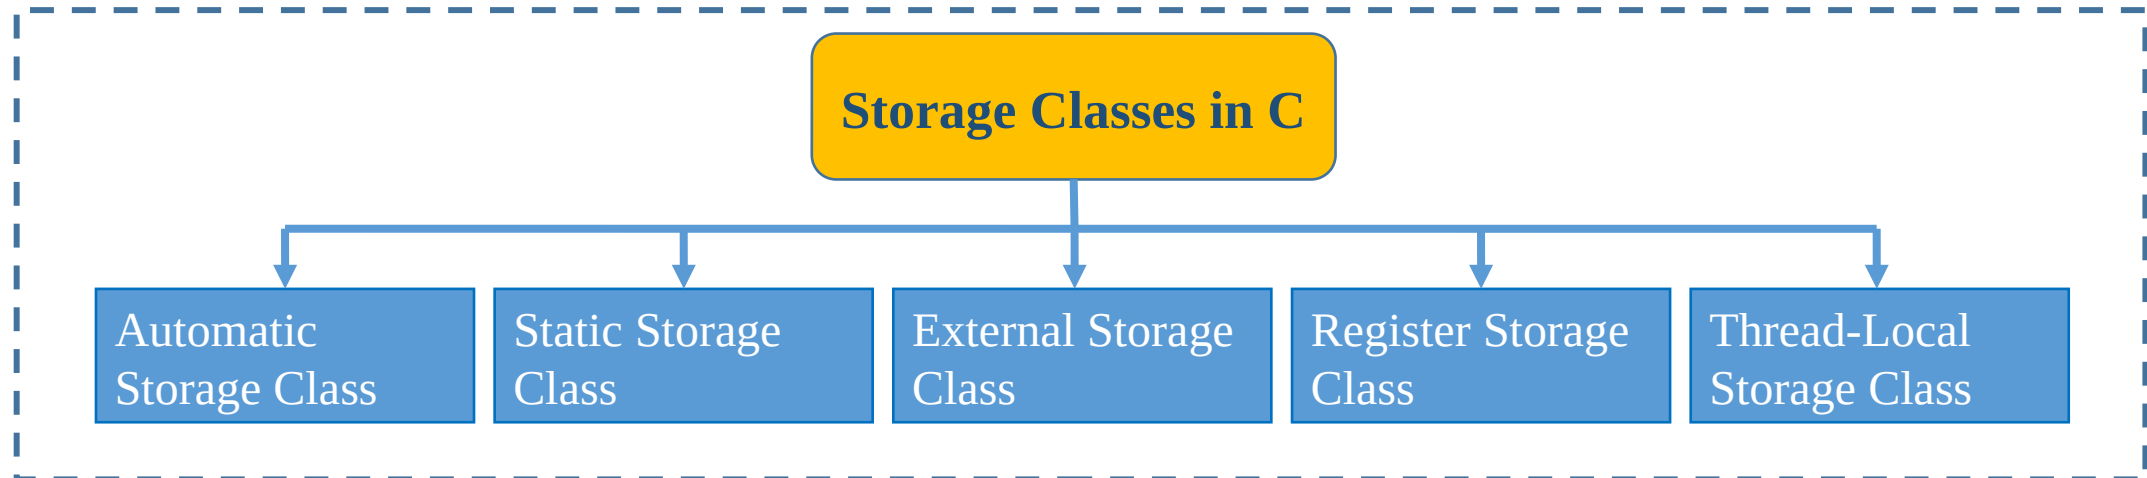 Storage Classes in C
Automatic
Storage Class
Static Storage
Class
External Storage
Class
Register Storage
Class
Thread-Local
Storage Class